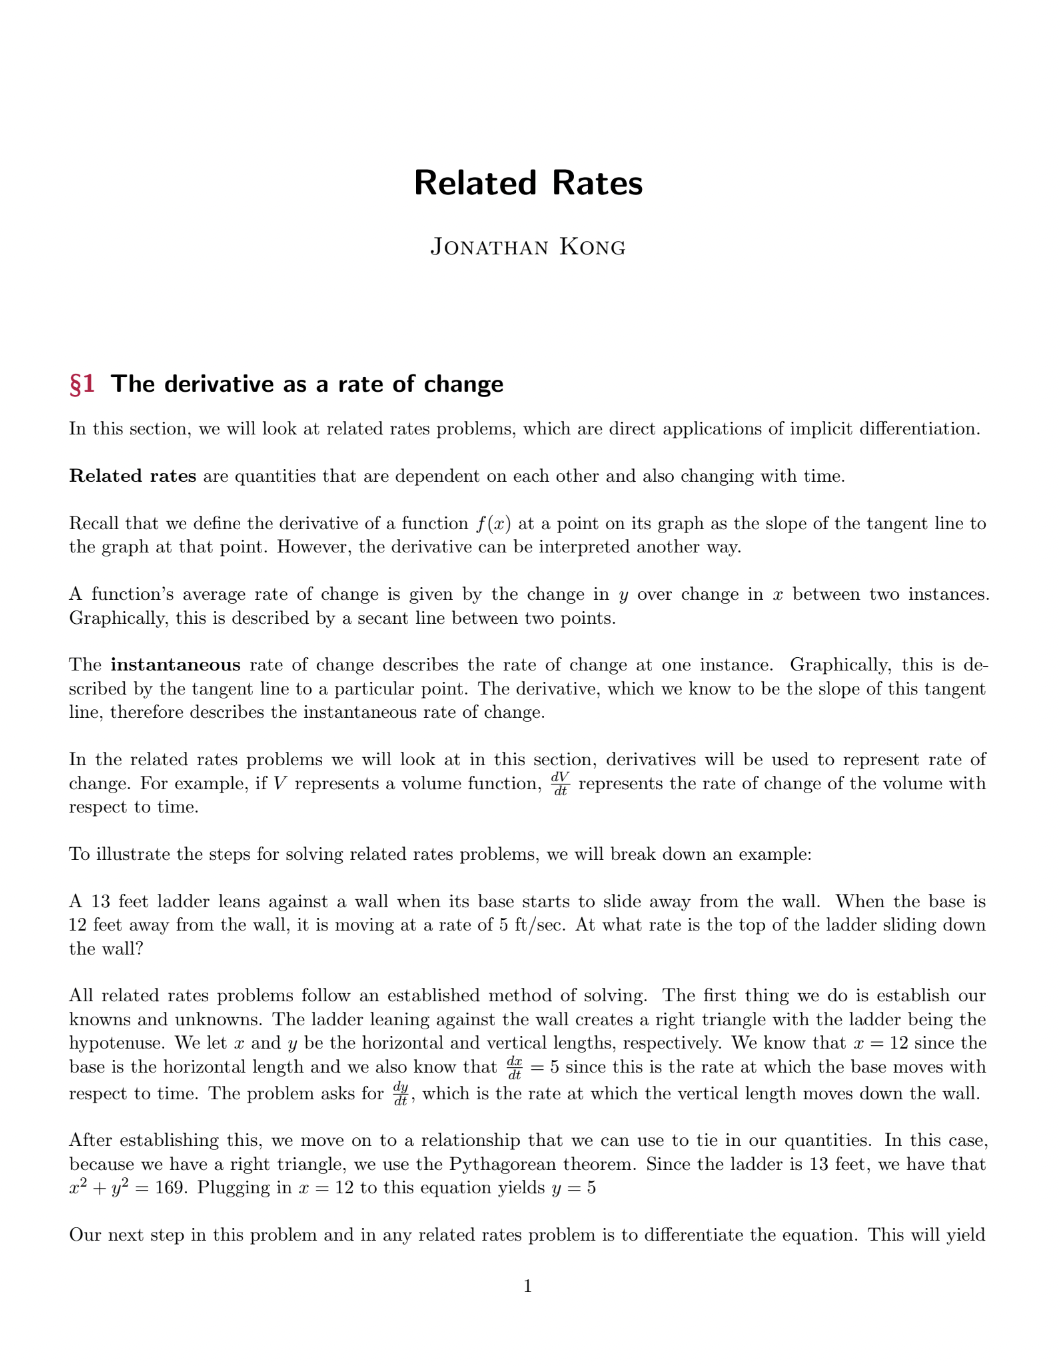 Related Rates
Jonathan Kong
§1 The derivative as a rate of change
In this section, we will look at related rates problems, which are direct applications of implicit differentiation.
Related rates are quantities that are dependent on each other and also changing with time.
Recall that we define the derivative of a function f(x) at a point on its graph as the slope of the tangent line to
the graph at that point. However, the derivative can be interpreted another way.
A function's average rate of change is given by the change in y over change in x between two instances.
Graphically, this is described by a secant line between two points.
The instantaneous rate of change describes the rate of change at one instance. Graphically, this is de-
scribed by the tangent line to a particular point. The derivative, which we know to be the slope of this tangent
line, therefore describes the instantaneous rate of change.
In the related rates problems we will look at in this section, derivatives will be used to represent rate of
change. For example, if V represents a volume function, dV/dt represents the rate of change of the volume with
respect to time.
To illustrate the steps for solving related rates problems, we will break down an example:
A 13 feet ladder leans against a wall when its base starts to slide away from the wall. When the base is
12 feet away from the wall, it is moving at a rate of 5 ft/sec. At what rate is the top of the ladder sliding down
the wall?
All related rates problems follow an established method of solving. The first thing we do is establish our
knowns and unknowns. The ladder leaning against the wall creates a right triangle with the ladder being the
hypotenuse. We let x and y be the horizontal and vertical lengths, respectively. We know that x = 12 since the
base is the horizontal length and we also know that dx/dt = 5 since this is the rate at which the base moves with
respect to time. The problem asks for dy/dt, which is the rate at which the vertical length moves down the wall.
After establishing this, we move on to a relationship that we can use to tie in our quantities. In this case,
because we have a right triangle, we use the Pythagorean theorem. Since the ladder is 13 feet, we have that
x² + y² = 169. Plugging in x = 12 to this equation yields y = 5
Our next step in this problem and in any related rates problem is to differentiate the equation. This will yield
1